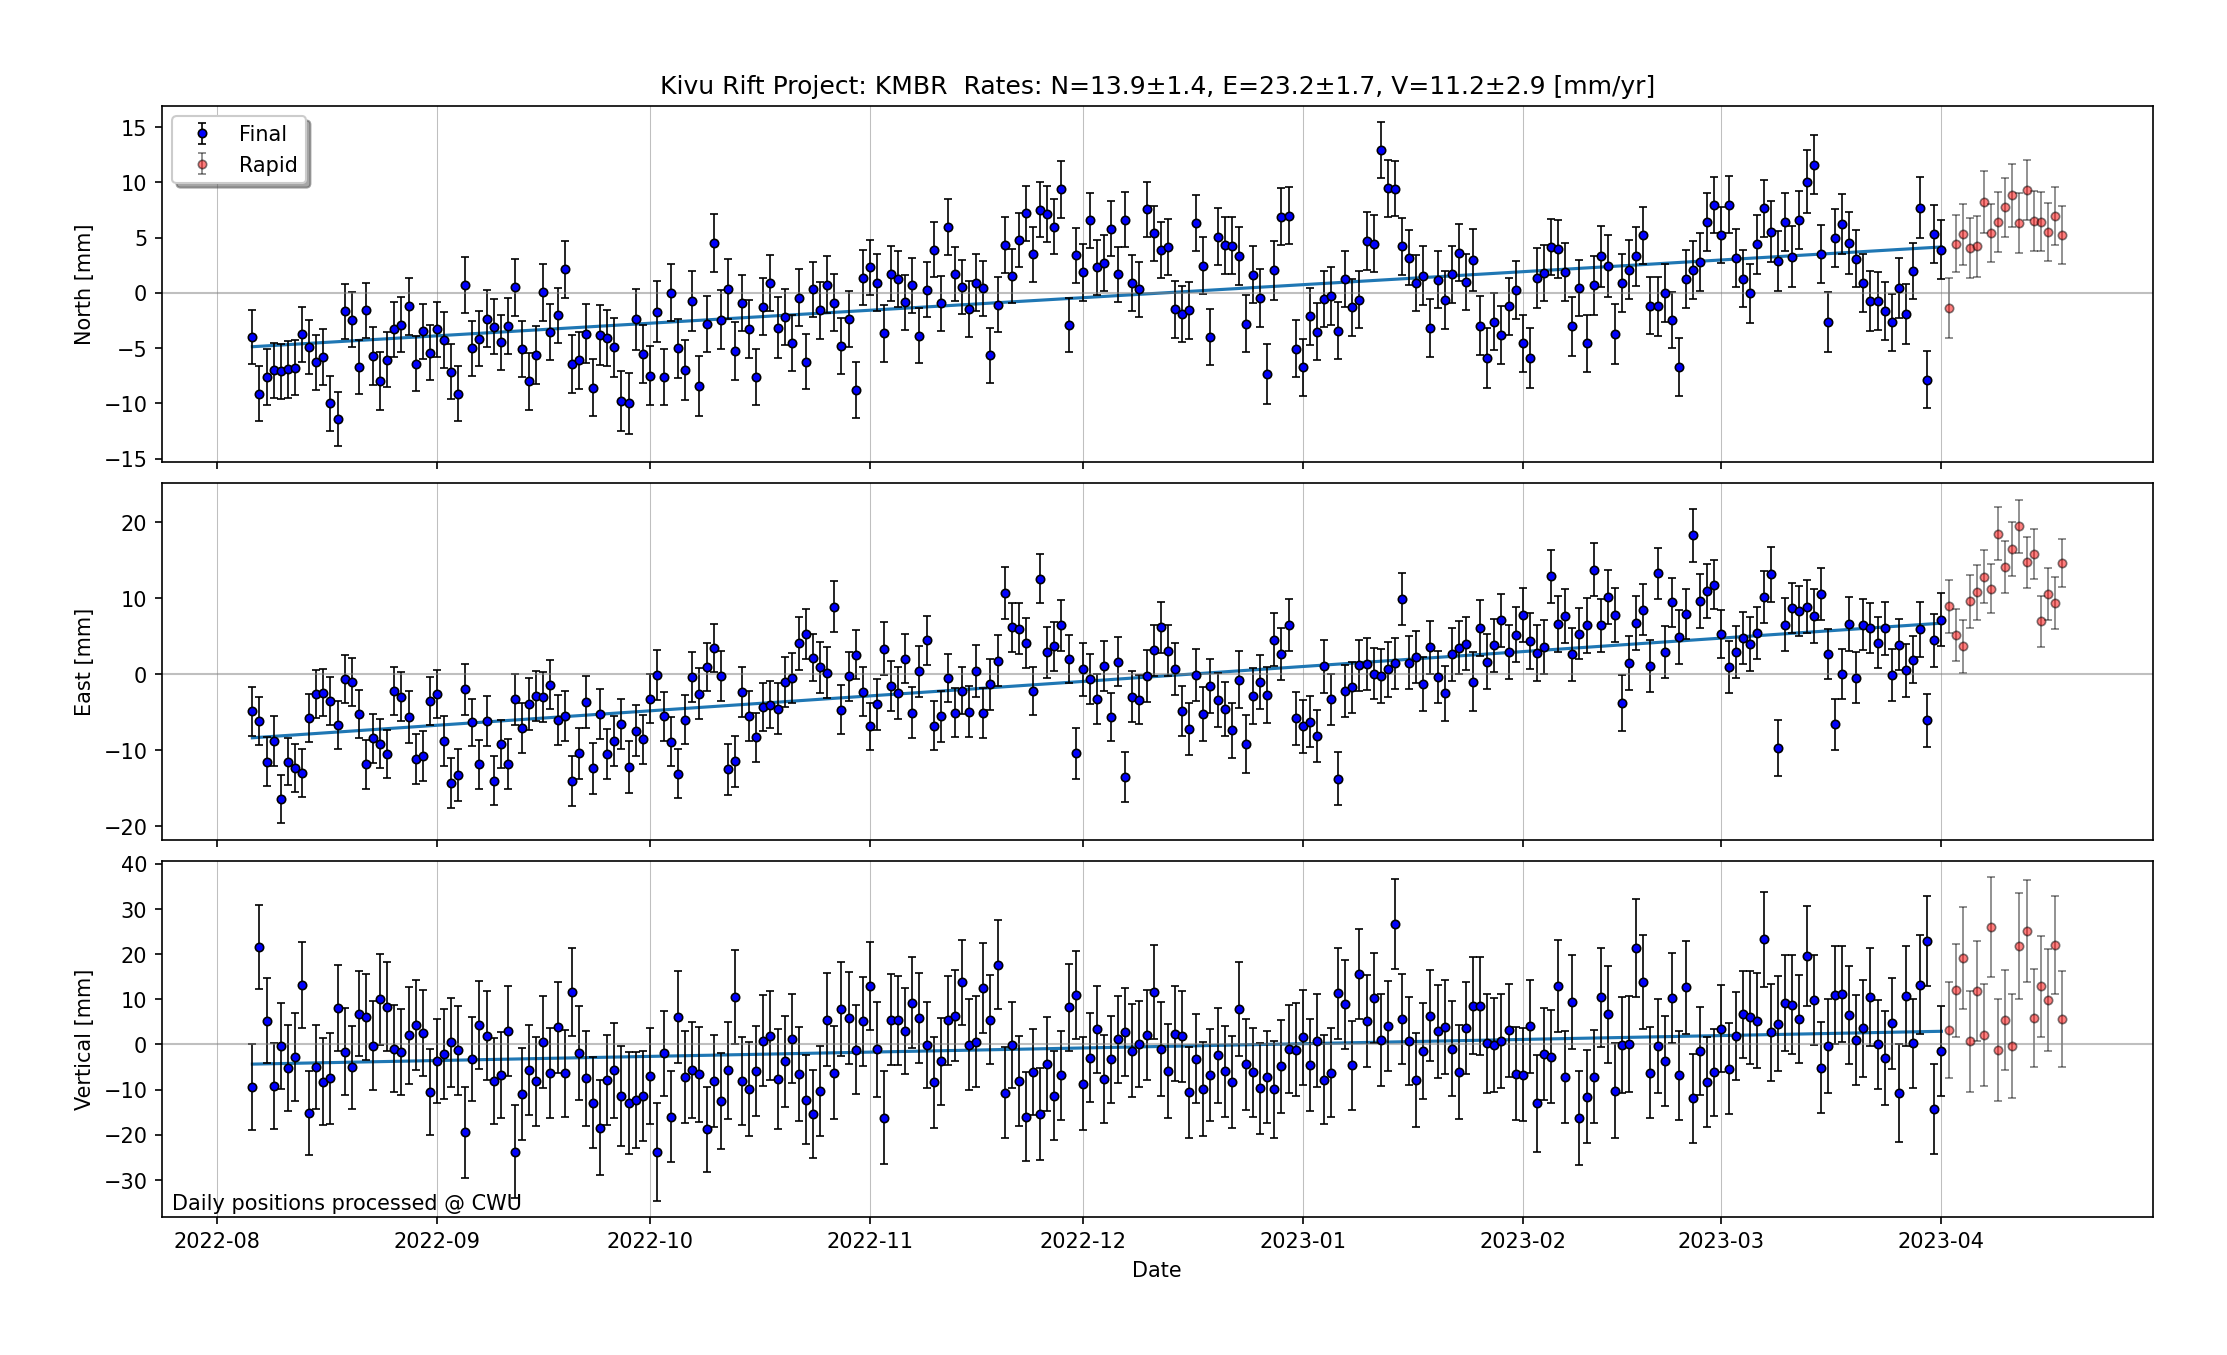 Kivu Rift Project: KMBR  Rates: N=13.9±1.4, E=23.2±1.7, V=11.2±2.9 [mm/yr]
Final
Rapid
North [mm]
15
10
5
0
−5
−10
−15
East [mm]
20
10
0
−10
−20
Vertical [mm]
40
30
20
10
0
−10
−20
−30
Daily positions processed @ CWU
2022-08 2022-09 2022-10 2022-11 2022-12 2023-01 2023-02 2023-03 2023-04
Date